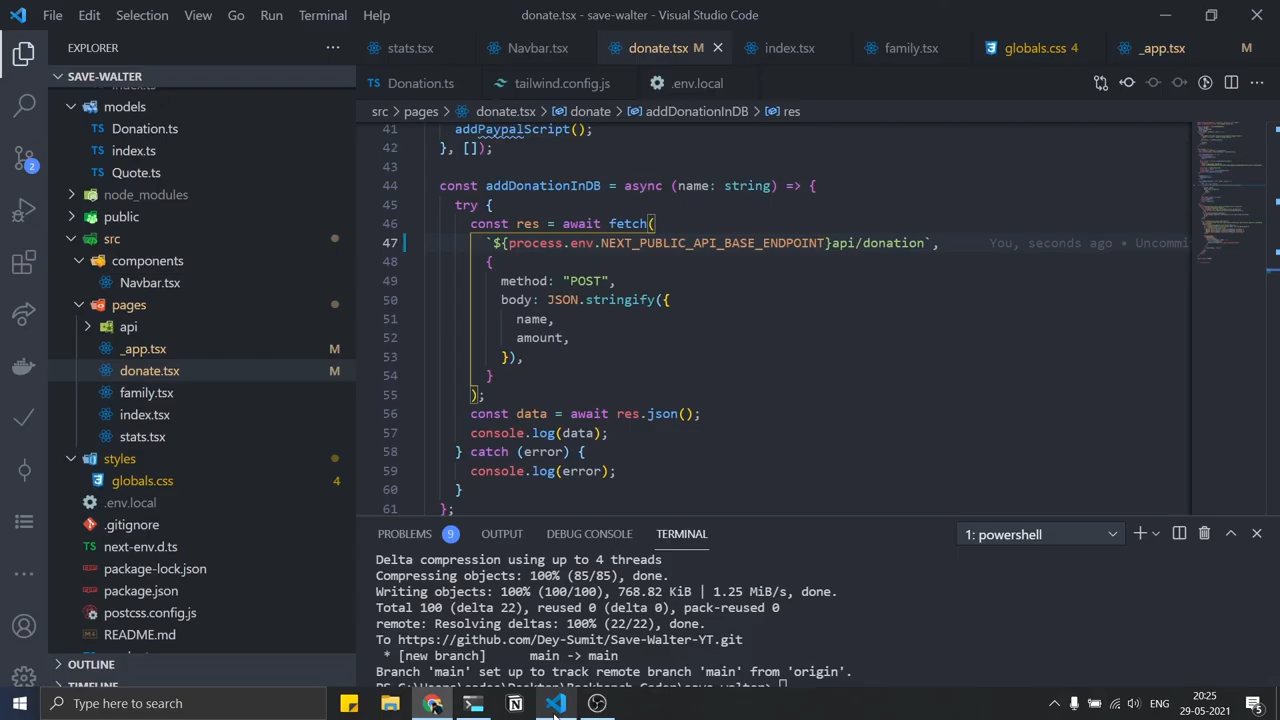 File Edit Selection View Go Run Terminal Help
donate.tsx - save-walter - Visual Studio Code
EXPLORER
SAVE-WALTER
models
Donation.ts
index.ts
Quote.ts
node_modules
public
src
components
Navbar.tsx
pages
api
_app.tsx M
donate.tsx M
family.tsx
index.tsx
stats.tsx
styles
globals.css 4
.env.local
.gitignore
next-env.d.ts
package-lock.json
package.json
postcss.config.js
README.md
OUTLINE
2
stats.tsx Navbar.tsx donate.tsx M index.tsx family.tsx globals.css 4 _app.tsx M
Donation.ts tailwind.config.js .env.local
src > pages > donate.tsx > donate > addDonationInDB > res
41 addPaypalScript();
42 }, []);
43
44 const addDonationInDB = async (name: string) => {
45 try {
46 const res = await fetch(
47 `${process.env.NEXT_PUBLIC_API_BASE_ENDPOINT}api/donation`, You, seconds ago • Uncommi
48 {
49 method: "POST",
50 body: JSON.stringify({
51 name,
52 amount,
53 }),
54 }
55 );
56 const data = await res.json();
57 console.log(data);
58 } catch (error) {
59 console.log(error);
60 }
61 };
PROBLEMS 9 OUTPUT DEBUG CONSOLE TERMINAL 1: powershell
Delta compression using up to 4 threads
Compressing objects: 100% (85/85), done.
Writing objects: 100% (100/100), 768.82 KiB | 1.25 MiB/s, done.
Total 100 (delta 22), reused 0 (delta 0), pack-reused 0
remote: Resolving deltas: 100% (22/22), done.
To https://github.com/Dey-Sumit/Save-Walter-YT.git
* [new branch] main -> main
Branch 'main' set up to track remote branch 'main' from 'origin'.
Type here to search
ENG
20:25
29-05-2021
5